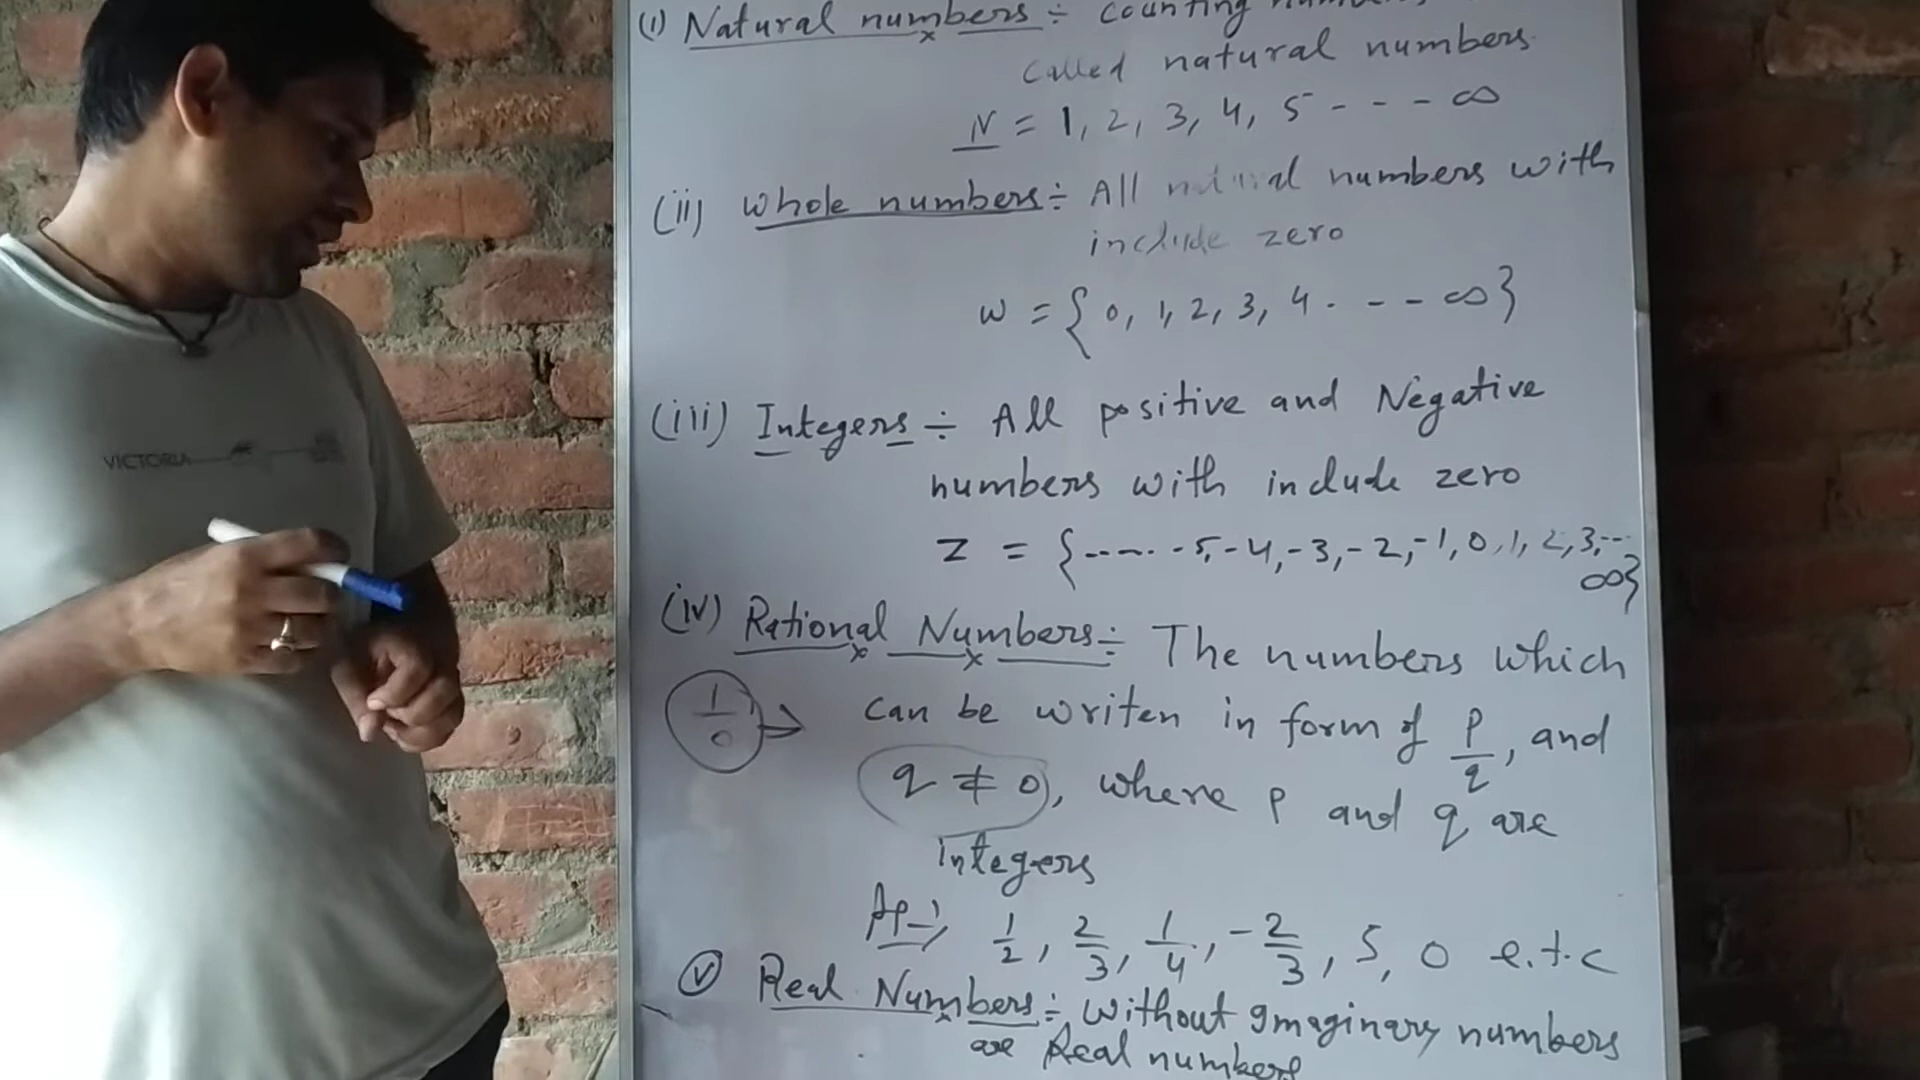 VICTORIA
(i) Natural numbers ÷ counting
called natural numbers
N = 1, 2, 3, 4, 5 - - - ∞
(ii) whole numbers ÷ All natural numbers with
include zero
W = { 0, 1, 2, 3, 4 . - - - ∞ }
(iii) Integers ÷ All positive and Negative
numbers with include zero
Z = { ------ -5, -4, -3, -2, -1, 0, 1, 2, 3, ---
∞ }
(iv) Rational Numbers ÷ The numbers which
1/0 → can be writen in form of p/q, and
q ≠ 0, where p and q are
integers
1/2, 2/3, 1/4, -2/3, 5, 0 e.t.c
(v) Real Numbers ÷ without Imaginary numbers
are Real numbers